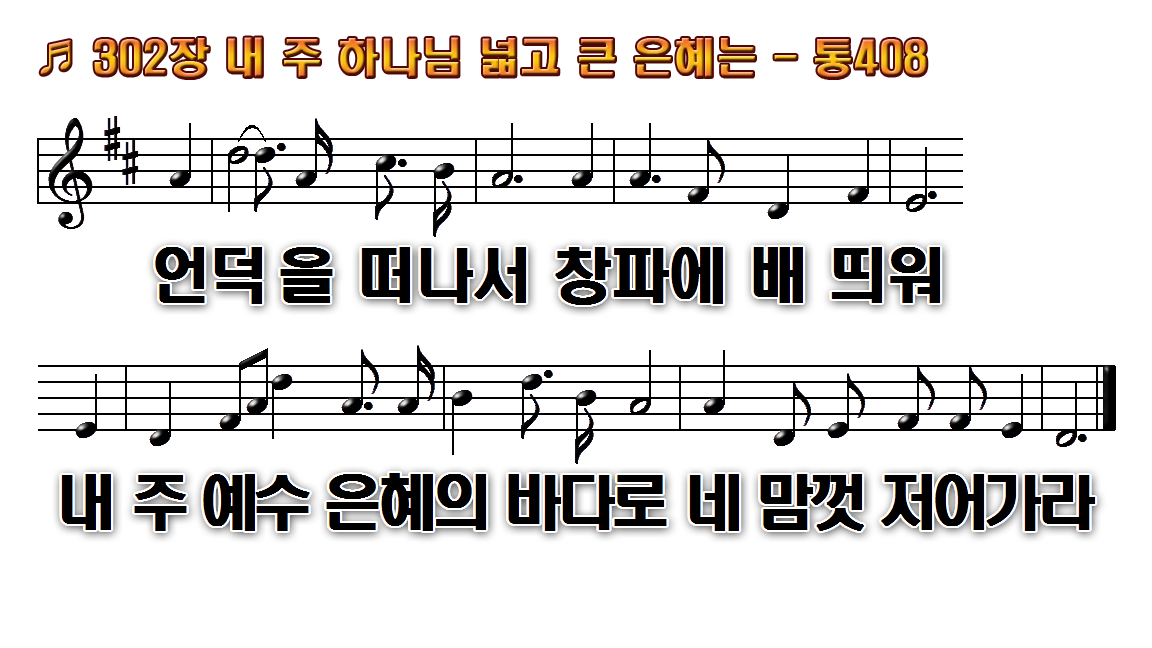 ♬ 302장 내 주 하나님 넓고 큰 은혜는 - 통408
언덕을 떠나서 창파에 배 띄워
내 주 예수 은혜의 바다로 네 맘껏 저어가라